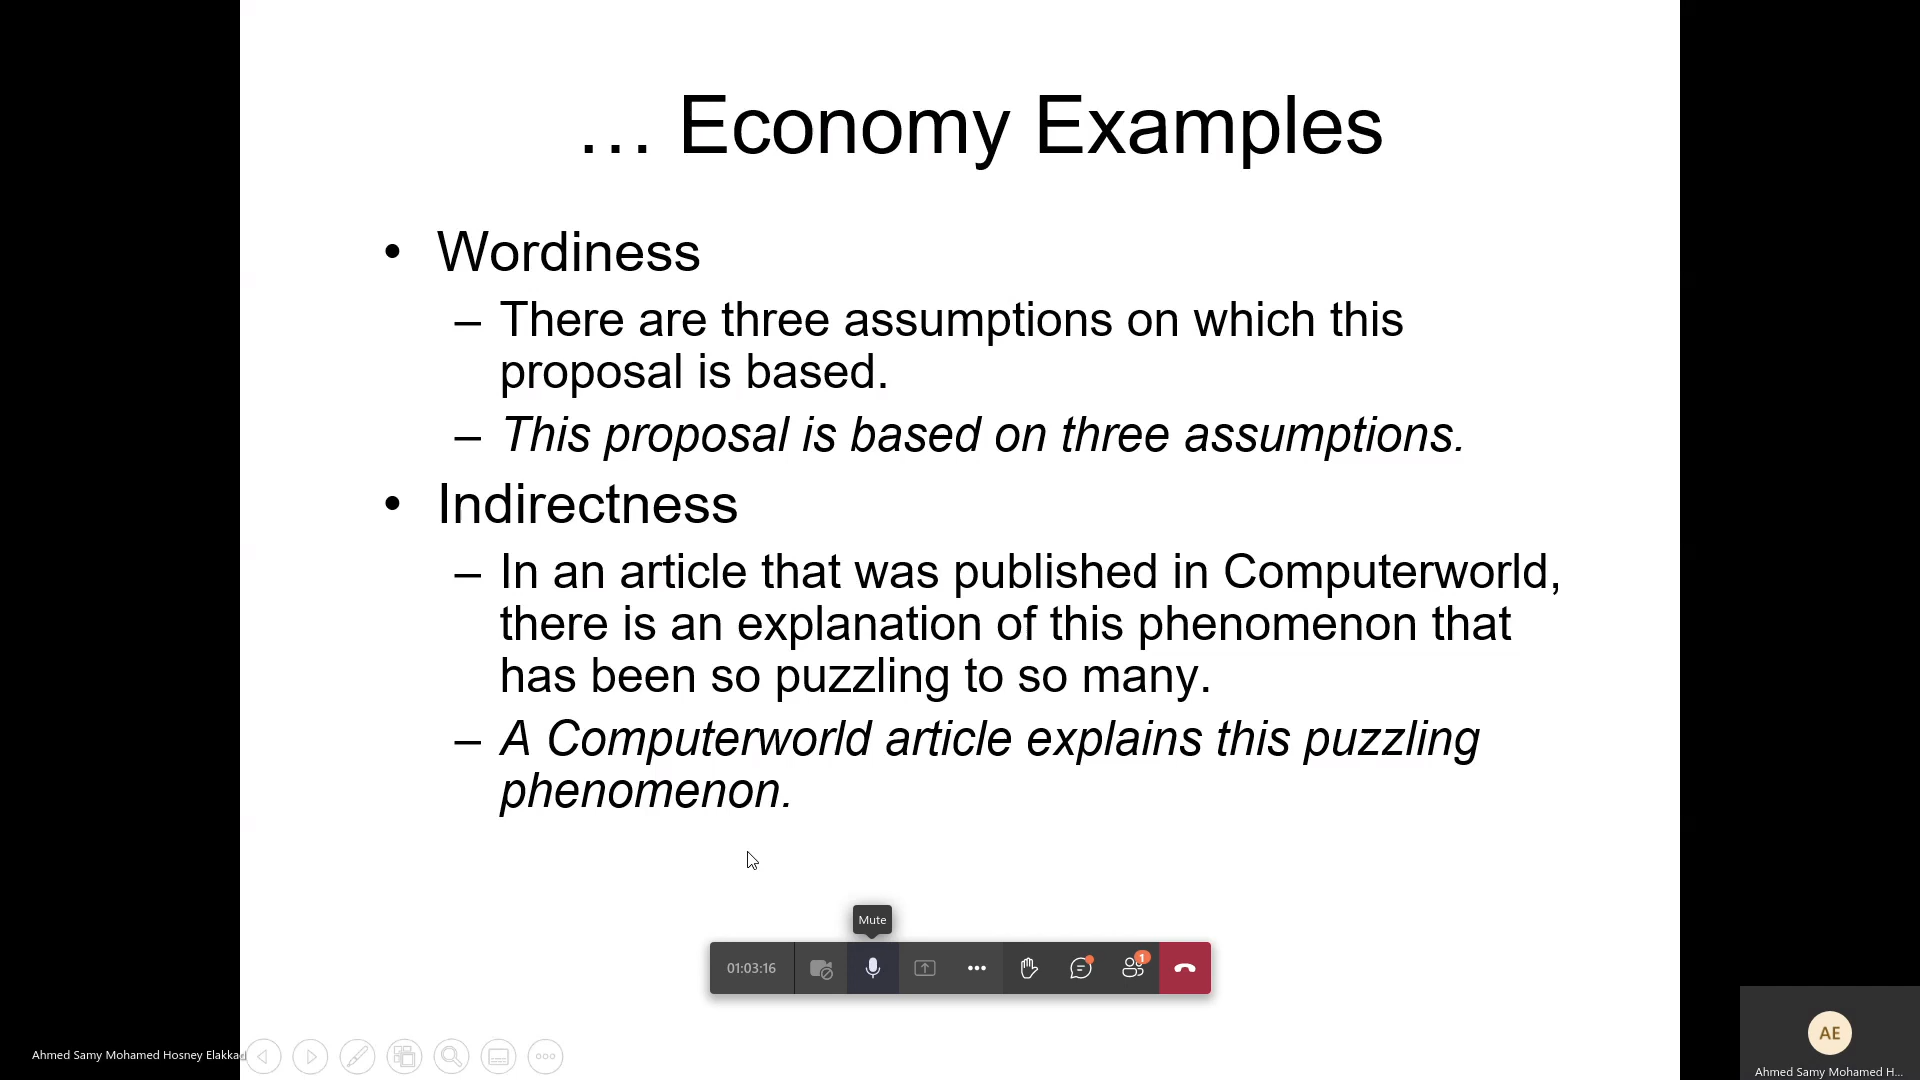 … Economy Examples
• Wordiness
– There are three assumptions on which this
proposal is based.
– This proposal is based on three assumptions.
• Indirectness
– In an article that was published in Computerworld,
there is an explanation of this phenomenon that
has been so puzzling to so many.
– A Computerworld article explains this puzzling
phenomenon.
Mute
01:03:16
1
AE
Ahmed Samy Mohamed Hosney Elakkad
Ahmed Samy Mohamed H...